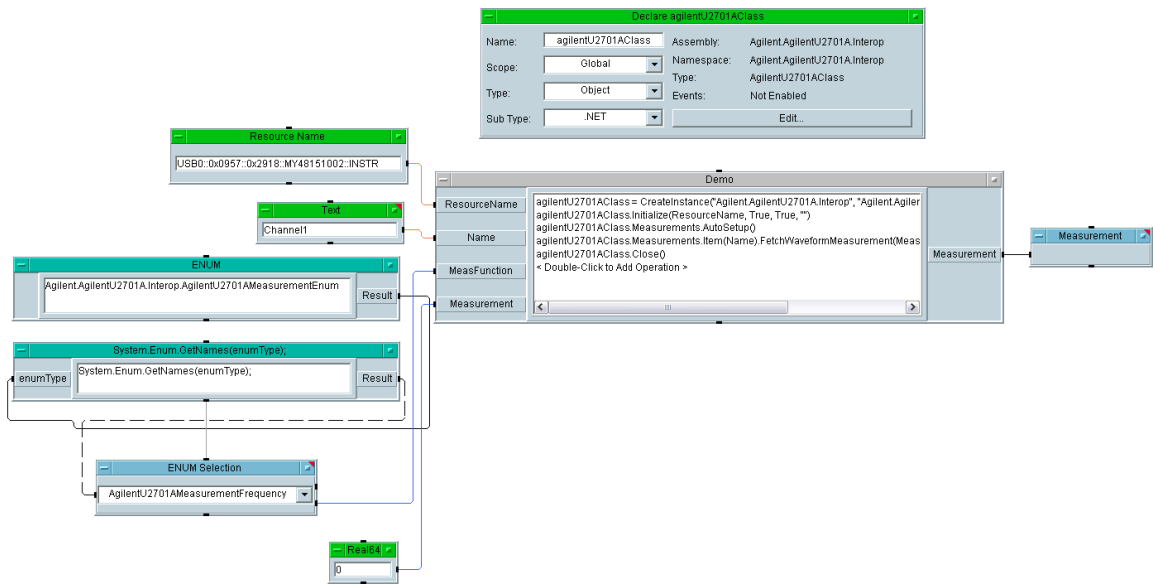 Declare agilentU2701AClass
Name: agilentU2701AClass Assembly: Agilent.AgilentU2701A.Interop
Scope: Global Namespace: Agilent.AgilentU2701A.Interop
Type: AgilentU2701AClass
Type: Object Events: Not Enabled
Sub Type: .NET Edit...
Resource Name
USB0::0x0957::0x2918::MY48151002::INSTR
Demo
ResourceName
Name
MeasFunction
Measurement
agilentU2701AClass = CreateInstance("Agilent.AgilentU2701A.Interop", "Agilent.Agiler
agilentU2701AClass.Initialize(ResourceName, True, True, "")
agilentU2701AClass.Measurements.AutoSetup()
agilentU2701AClass.Measurements.Item(Name).FetchWaveformMeasurement(Meas
agilentU2701AClass.Close()
< Double-Click to Add Operation >
Measurement
Measurement
Text
Channel1
ENUM
Agilent.AgilentU2701A.Interop.AgilentU2701AMeasurementEnum
Result
System.Enum.GetNames(enumType);
enumType
System.Enum.GetNames(enumType);
Result
ENUM Selection
AgilentU2701AMeasurementFrequency
Real64
0